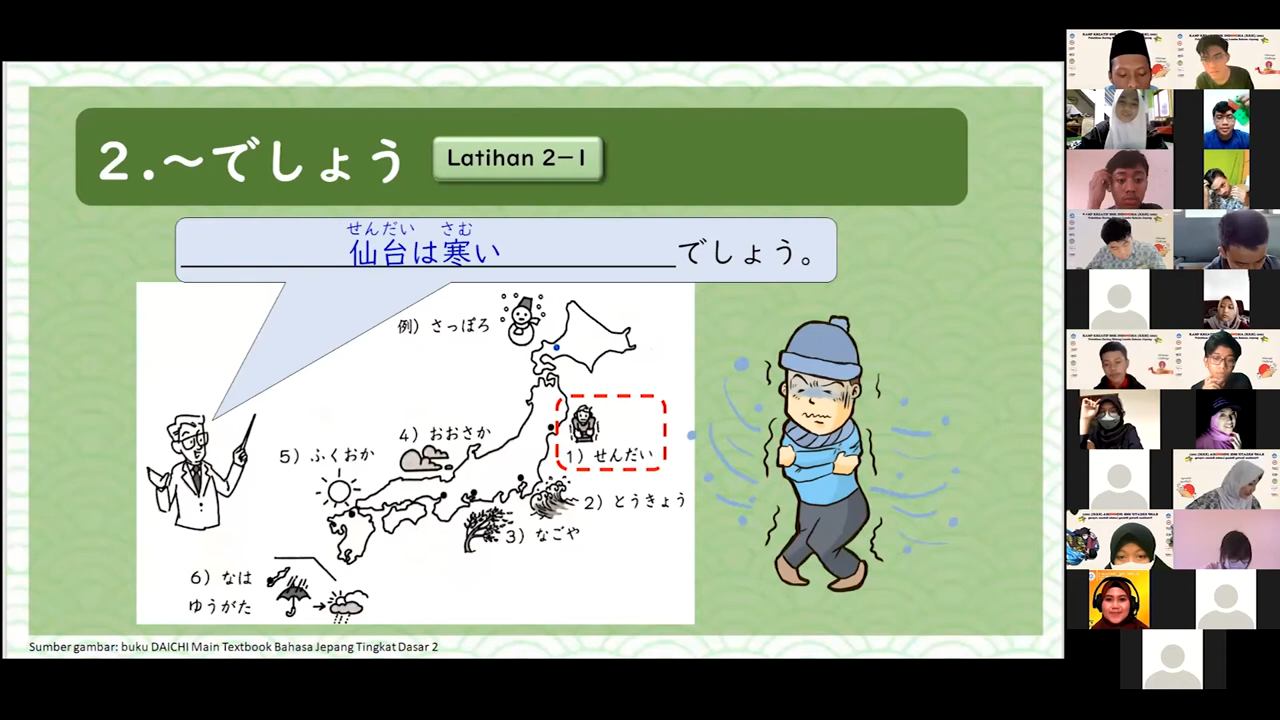 2.～でしょう
Latihan 2－1
せんだい さむ
仙台は寒い でしょう。
例）さっぽろ
1）せんだい
4）おおさか
5）ふくおか
2）とうきょう
3）なごや
6）なは
ゆうがた
Sumber gambar: buku DAICHI Main Textbook Bahasa Jepang Tingkat Dasar 2